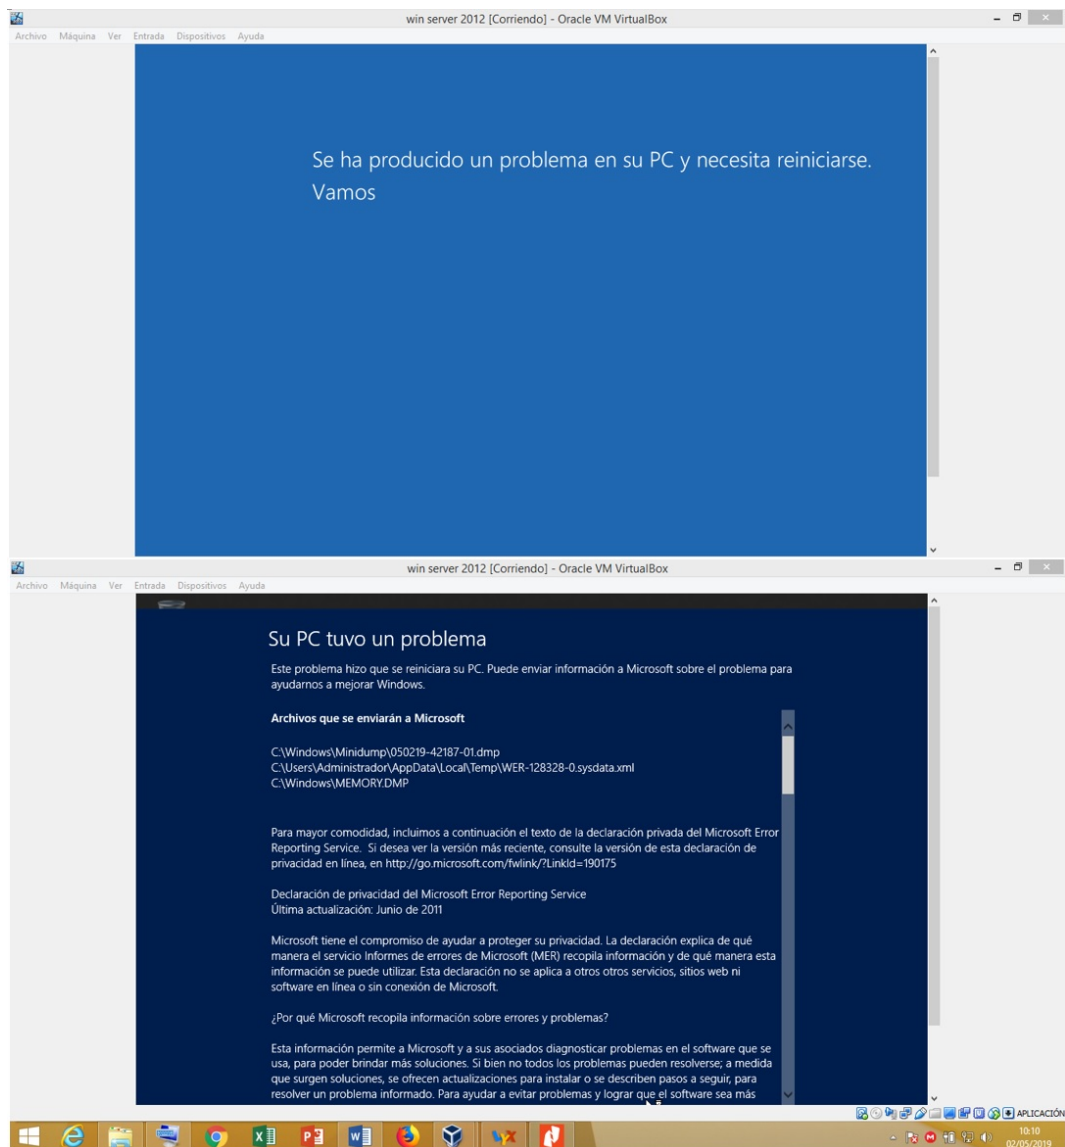 win server 2012 [Corriendo] - Oracle VM VirtualBox
Archivo Máquina Ver Entrada Dispositivos Ayuda
Se ha producido un problema en su PC y necesita reiniciarse.
Vamos
win server 2012 [Corriendo] - Oracle VM VirtualBox
Archivo Máquina Ver Entrada Dispositivos Ayuda
Su PC tuvo un problema
Este problema hizo que se reiniciara su PC. Puede enviar información a Microsoft sobre el problema para
ayudarnos a mejorar Windows.
Archivos que se enviarán a Microsoft
C:\Windows\Minidump\050219-42187-01.dmp
C:\Users\Administrador\AppData\Local\Temp\WER-128328-0.sysdata.xml
C:\Windows\MEMORY.DMP
Para mayor comodidad, incluimos a continuación el texto de la declaración privada del Microsoft Error
Reporting Service. Si desea ver la versión más reciente, consulte la versión de esta declaración de
privacidad en línea, en http://go.microsoft.com/fwlink/?LinkId=190175
Declaración de privacidad del Microsoft Error Reporting Service
Última actualización: Junio de 2011
Microsoft tiene el compromiso de ayudar a proteger su privacidad. La declaración explica de qué
manera el servicio Informes de errores de Microsoft (MER) recopila información y de qué manera esta
información se puede utilizar. Esta declaración no se aplica a otros otros servicios, sitios web ni
software en línea o sin conexión de Microsoft.
¿Por qué Microsoft recopila información sobre errores y problemas?
Esta información permite a Microsoft y a sus asociados diagnosticar problemas en el software que se
usa, para poder brindar más soluciones. Si bien no todos los problemas pueden resolverse; a medida
que surgen soluciones, se ofrecen actualizaciones para instalar o se describen pasos a seguir, para
resolver un problema informado. Para ayudar a evitar problemas y lograr que el software sea más
APLICACIÓN
10:10
02/05/2019